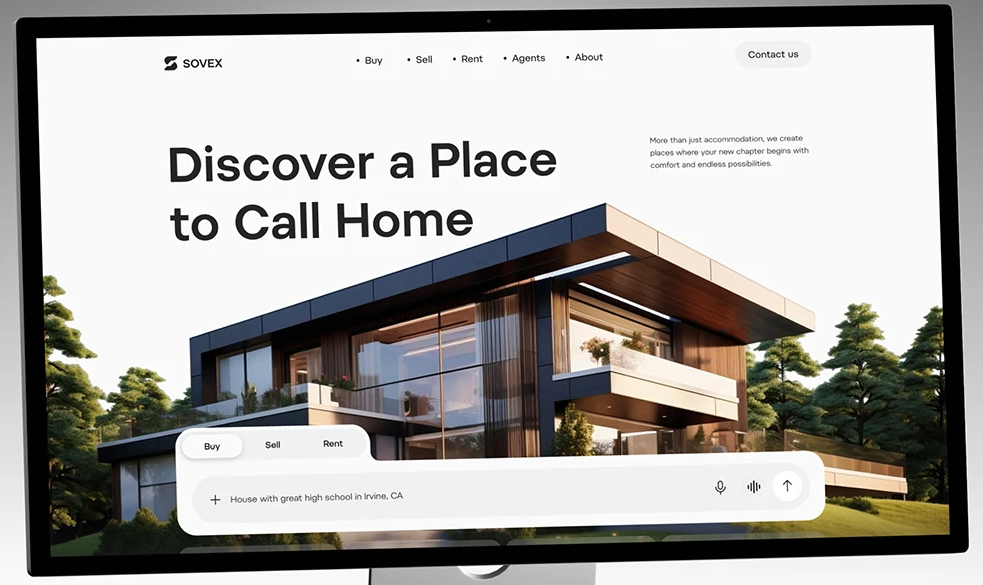 SOVEX
• Buy
• Sell
• Rent
• Agents
• About
Contact us
Discover a Place
to Call Home
More than just accommodation, we create
places where your new chapter begins with
comfort and endless possibilities.
Buy
Sell
Rent
House with great high school in Irvine, CA